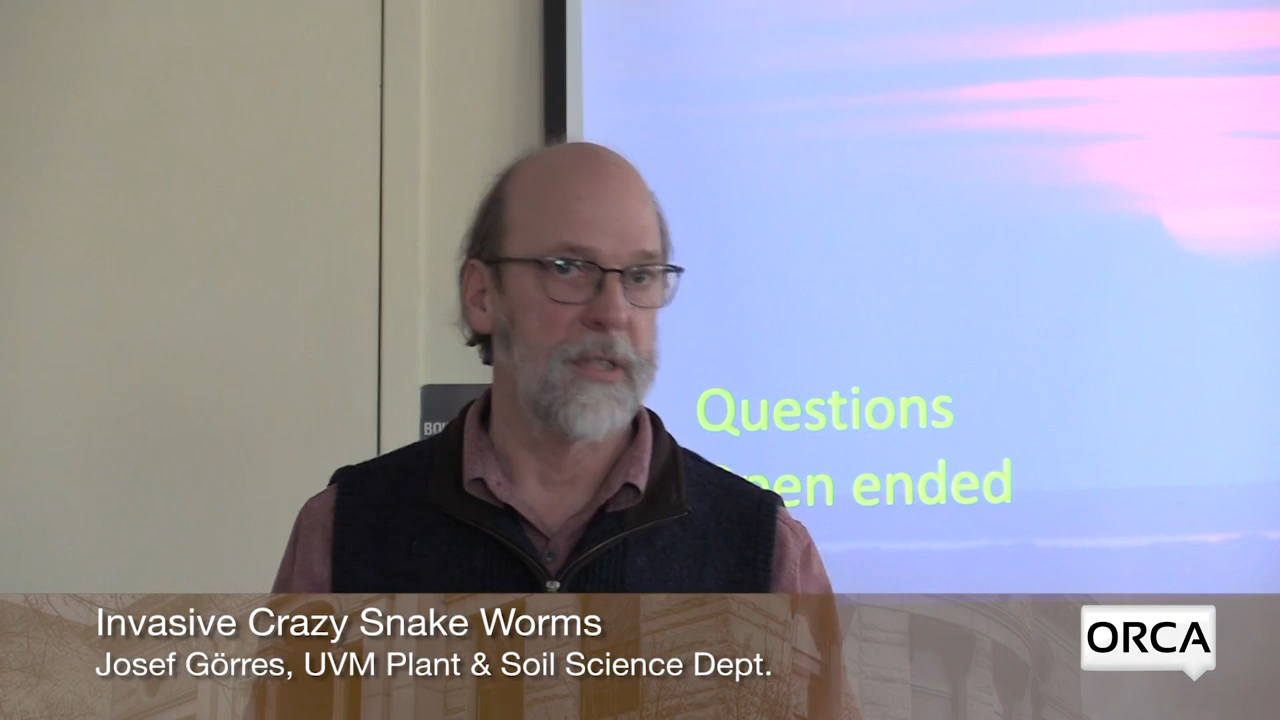 Questions
ended
Invasive Crazy Snake Worms
Josef Görres, UVM Plant & Soil Science Dept.
ORCA